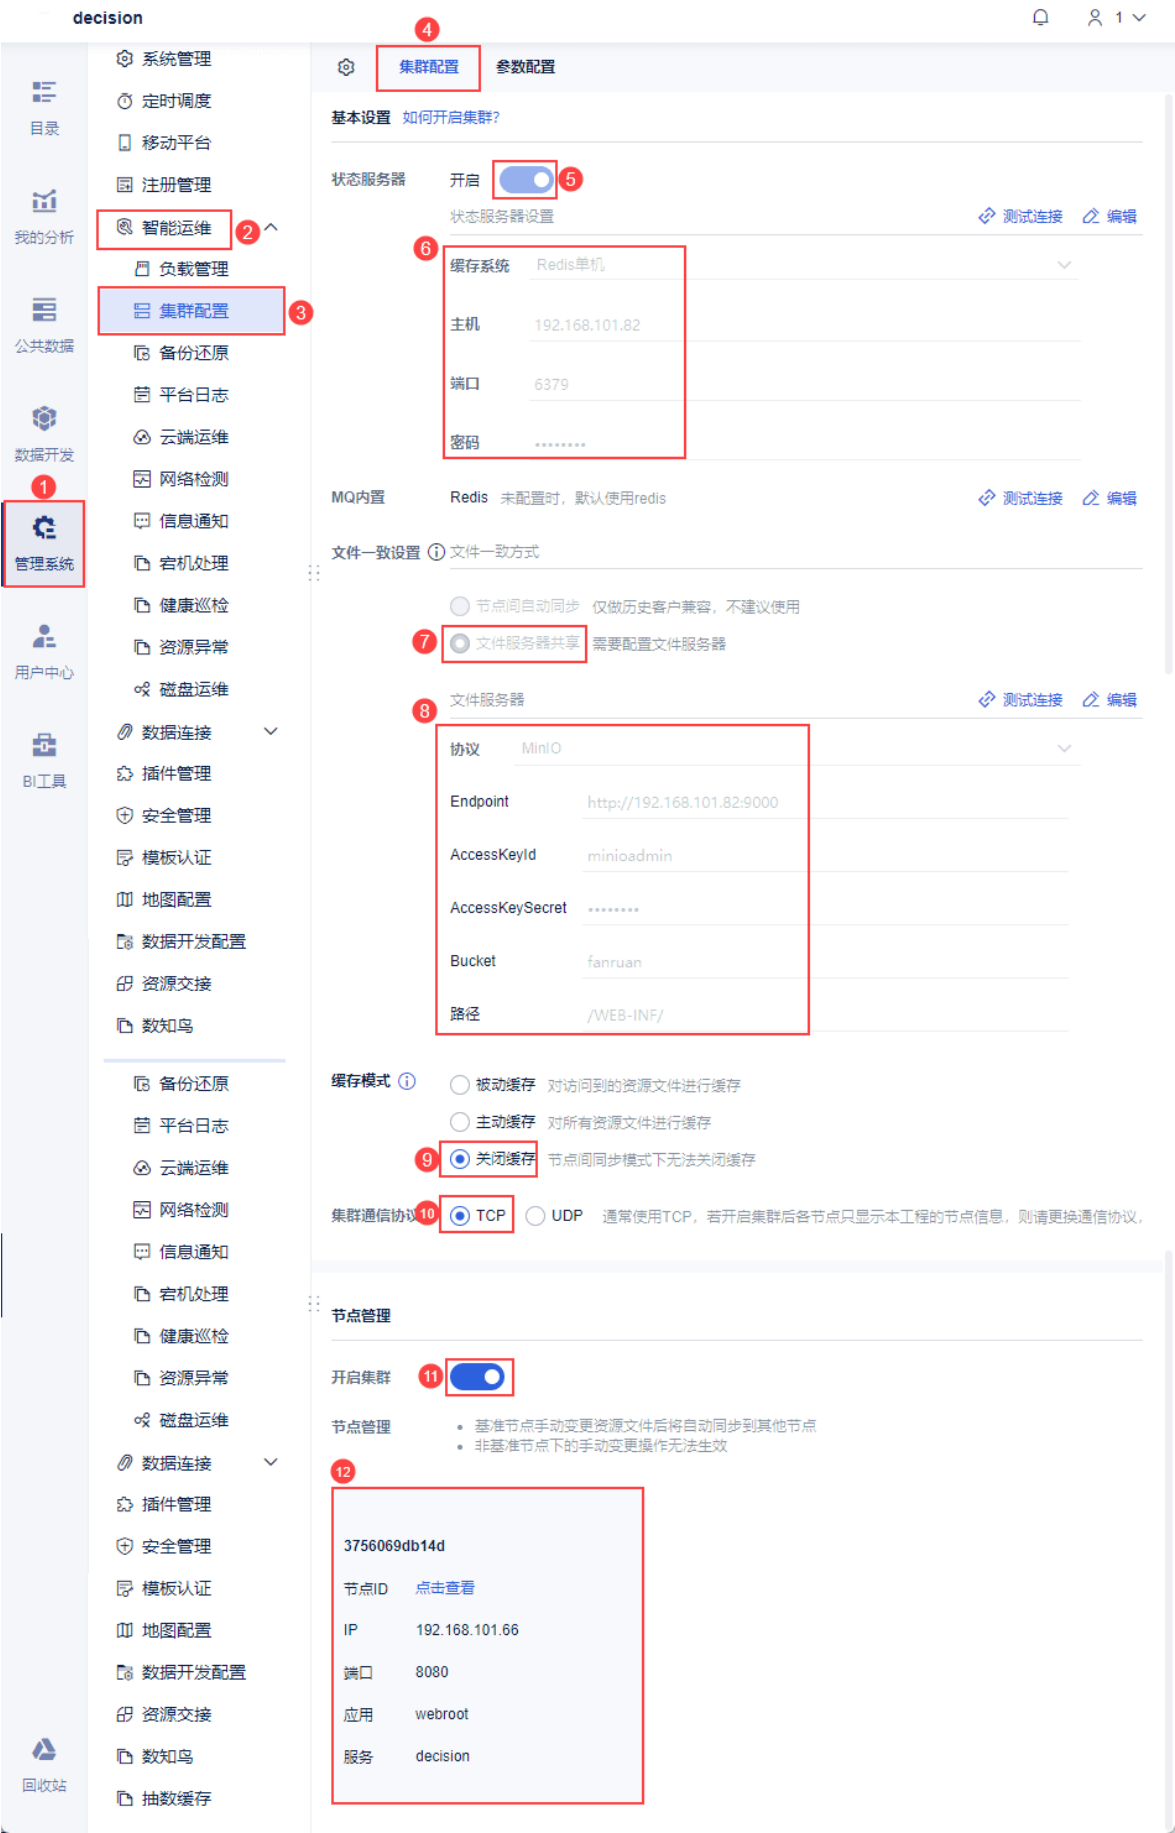 decision
1
目录
我的分析
公共数据
数据开发
1
管理系统
用户中心
BI工具
回收站
系统管理
定时调度
移动平台
注册管理
智能运维 2
负载管理
集群配置 3
备份还原
平台日志
云端运维
网络检测
信息通知
宕机处理
健康巡检
资源异常
磁盘运维
数据连接
插件管理
安全管理
模板认证
地图配置
数据开发配置
资源交接
数知鸟
备份还原
平台日志
云端运维
网络检测
信息通知
宕机处理
健康巡检
资源异常
磁盘运维
数据连接
插件管理
安全管理
模板认证
地图配置
数据开发配置
资源交接
数知鸟
抽数缓存
4
集群配置 参数配置
基本设置 如何开启集群?
状态服务器 开启 5
状态服务器设置 测试连接 编辑
6
缓存系统 Redis单机
主机 192.168.101.82
端口 6379
密码 ••••••••
MQ内置 Redis 未配置时，默认使用redis 测试连接 编辑
文件一致设置 文件一致方式
节点间自动同步 仅做历史客户兼容，不建议使用
7 文件服务器共享 需要配置文件服务器
文件服务器 测试连接 编辑
8
协议 MinIO
Endpoint http://192.168.101.82:9000
AccessKeyId minioadmin
AccessKeySecret ••••••••
Bucket fanruan
路径 /WEB-INF/
缓存模式 被动缓存 对访问到的资源文件进行缓存
主动缓存 对所有资源文件进行缓存
9 关闭缓存 节点间同步模式下无法关闭缓存
集群通信协议 10 TCP UDP 通常使用TCP，若开启集群后各节点只显示本工程的节点信息，则请更换通信协议，
节点管理
开启集群 11
节点管理 • 基准节点手动变更资源文件后将自动同步到其他节点
• 非基准节点下的手动变更操作无法生效
12
3756069db14d
节点ID 点击查看
IP 192.168.101.66
端口 8080
应用 webroot
服务 decision